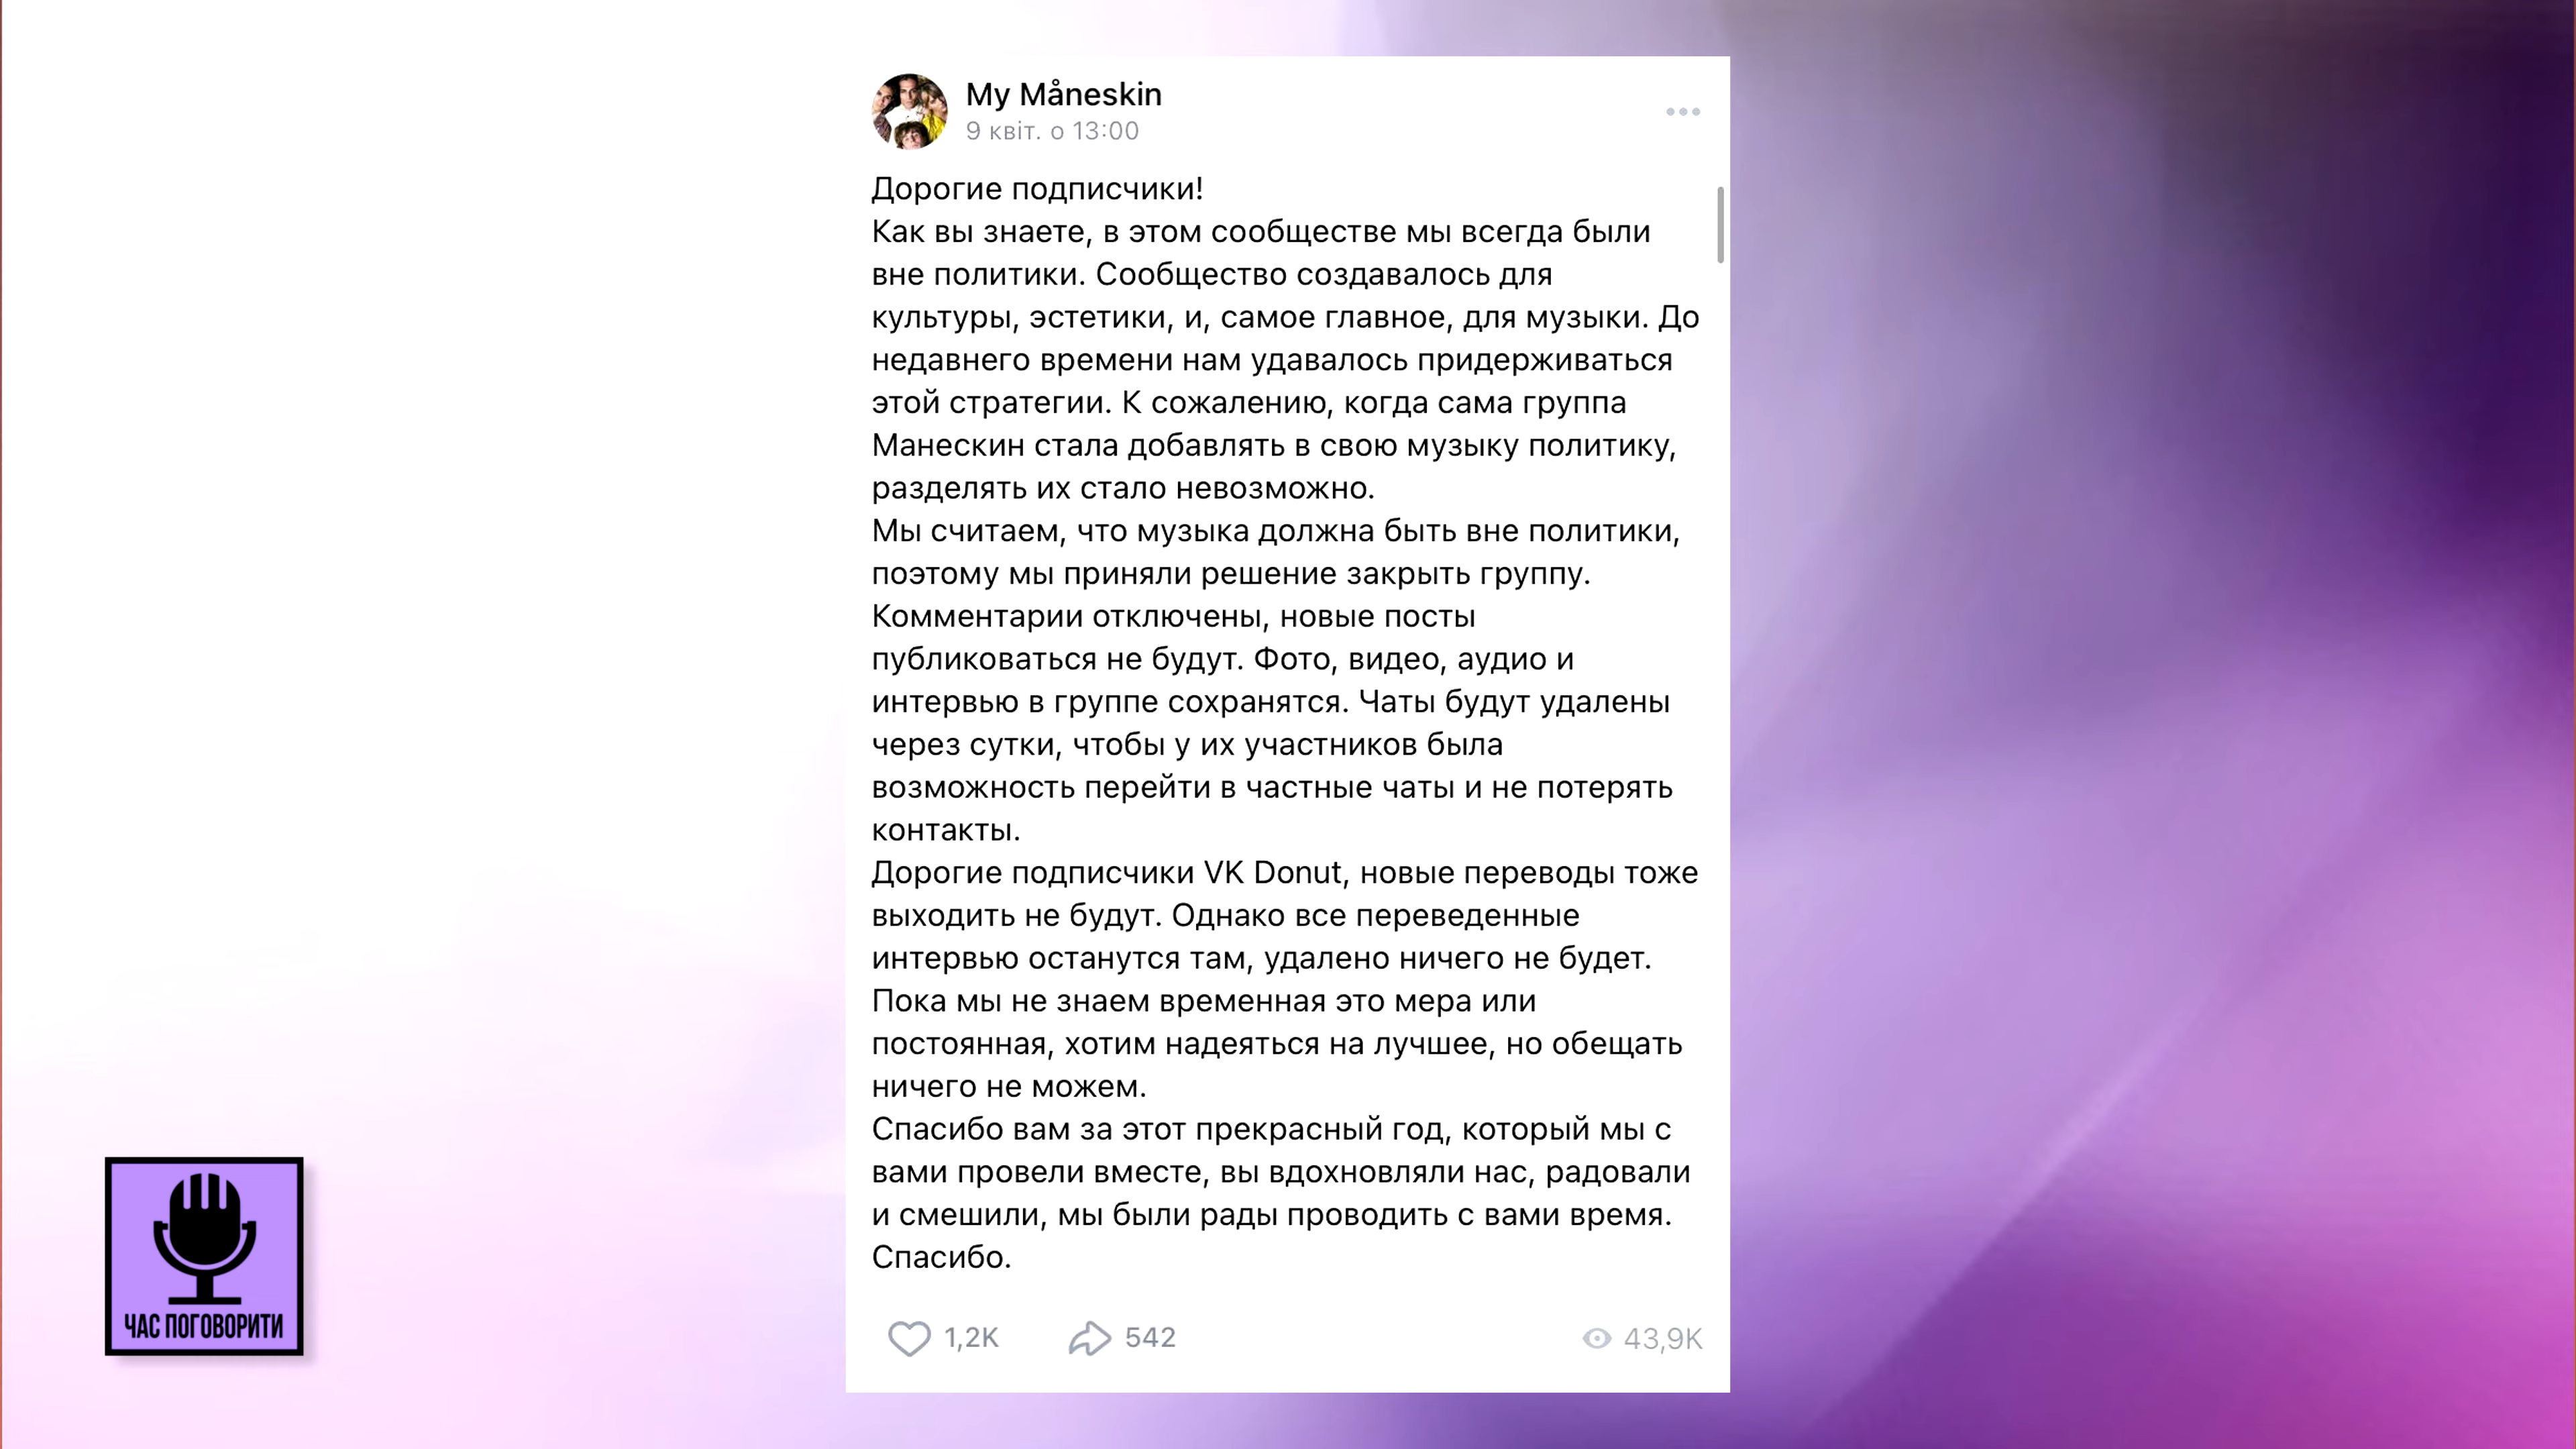 My Måneskin
9 квіт. о 13:00
Дорогие подписчики!
Как вы знаете, в этом сообществе мы всегда были
вне политики. Сообщество создавалось для
культуры, эстетики, и, самое главное, для музыки. До
недавнего времени нам удавалось придерживаться
этой стратегии. К сожалению, когда сама группа
Манескин стала добавлять в свою музыку политику,
разделять их стало невозможно.
Мы считаем, что музыка должна быть вне политики,
поэтому мы приняли решение закрыть группу.
Комментарии отключены, новые посты
публиковаться не будут. Фото, видео, аудио и
интервью в группе сохранятся. Чаты будут удалены
через сутки, чтобы у их участников была
возможность перейти в частные чаты и не потерять
контакты.
Дорогие подписчики VK Donut, новые переводы тоже
выходить не будут. Однако все переведенные
интервью останутся там, удалено ничего не будет.
Пока мы не знаем временная это мера или
постоянная, хотим надеяться на лучшее, но обещать
ничего не можем.
Спасибо вам за этот прекрасный год, который мы с
вами провели вместе, вы вдохновляли нас, радовали
и смешили, мы были рады проводить с вами время.
Спасибо.
1,2K 542 43,9K
ЧАС ПОГОВОРИТИ